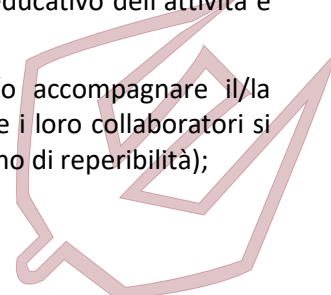 educativo dell'attività e
o accompagnare il/la
e i loro collaboratori si
no di reperibilità);